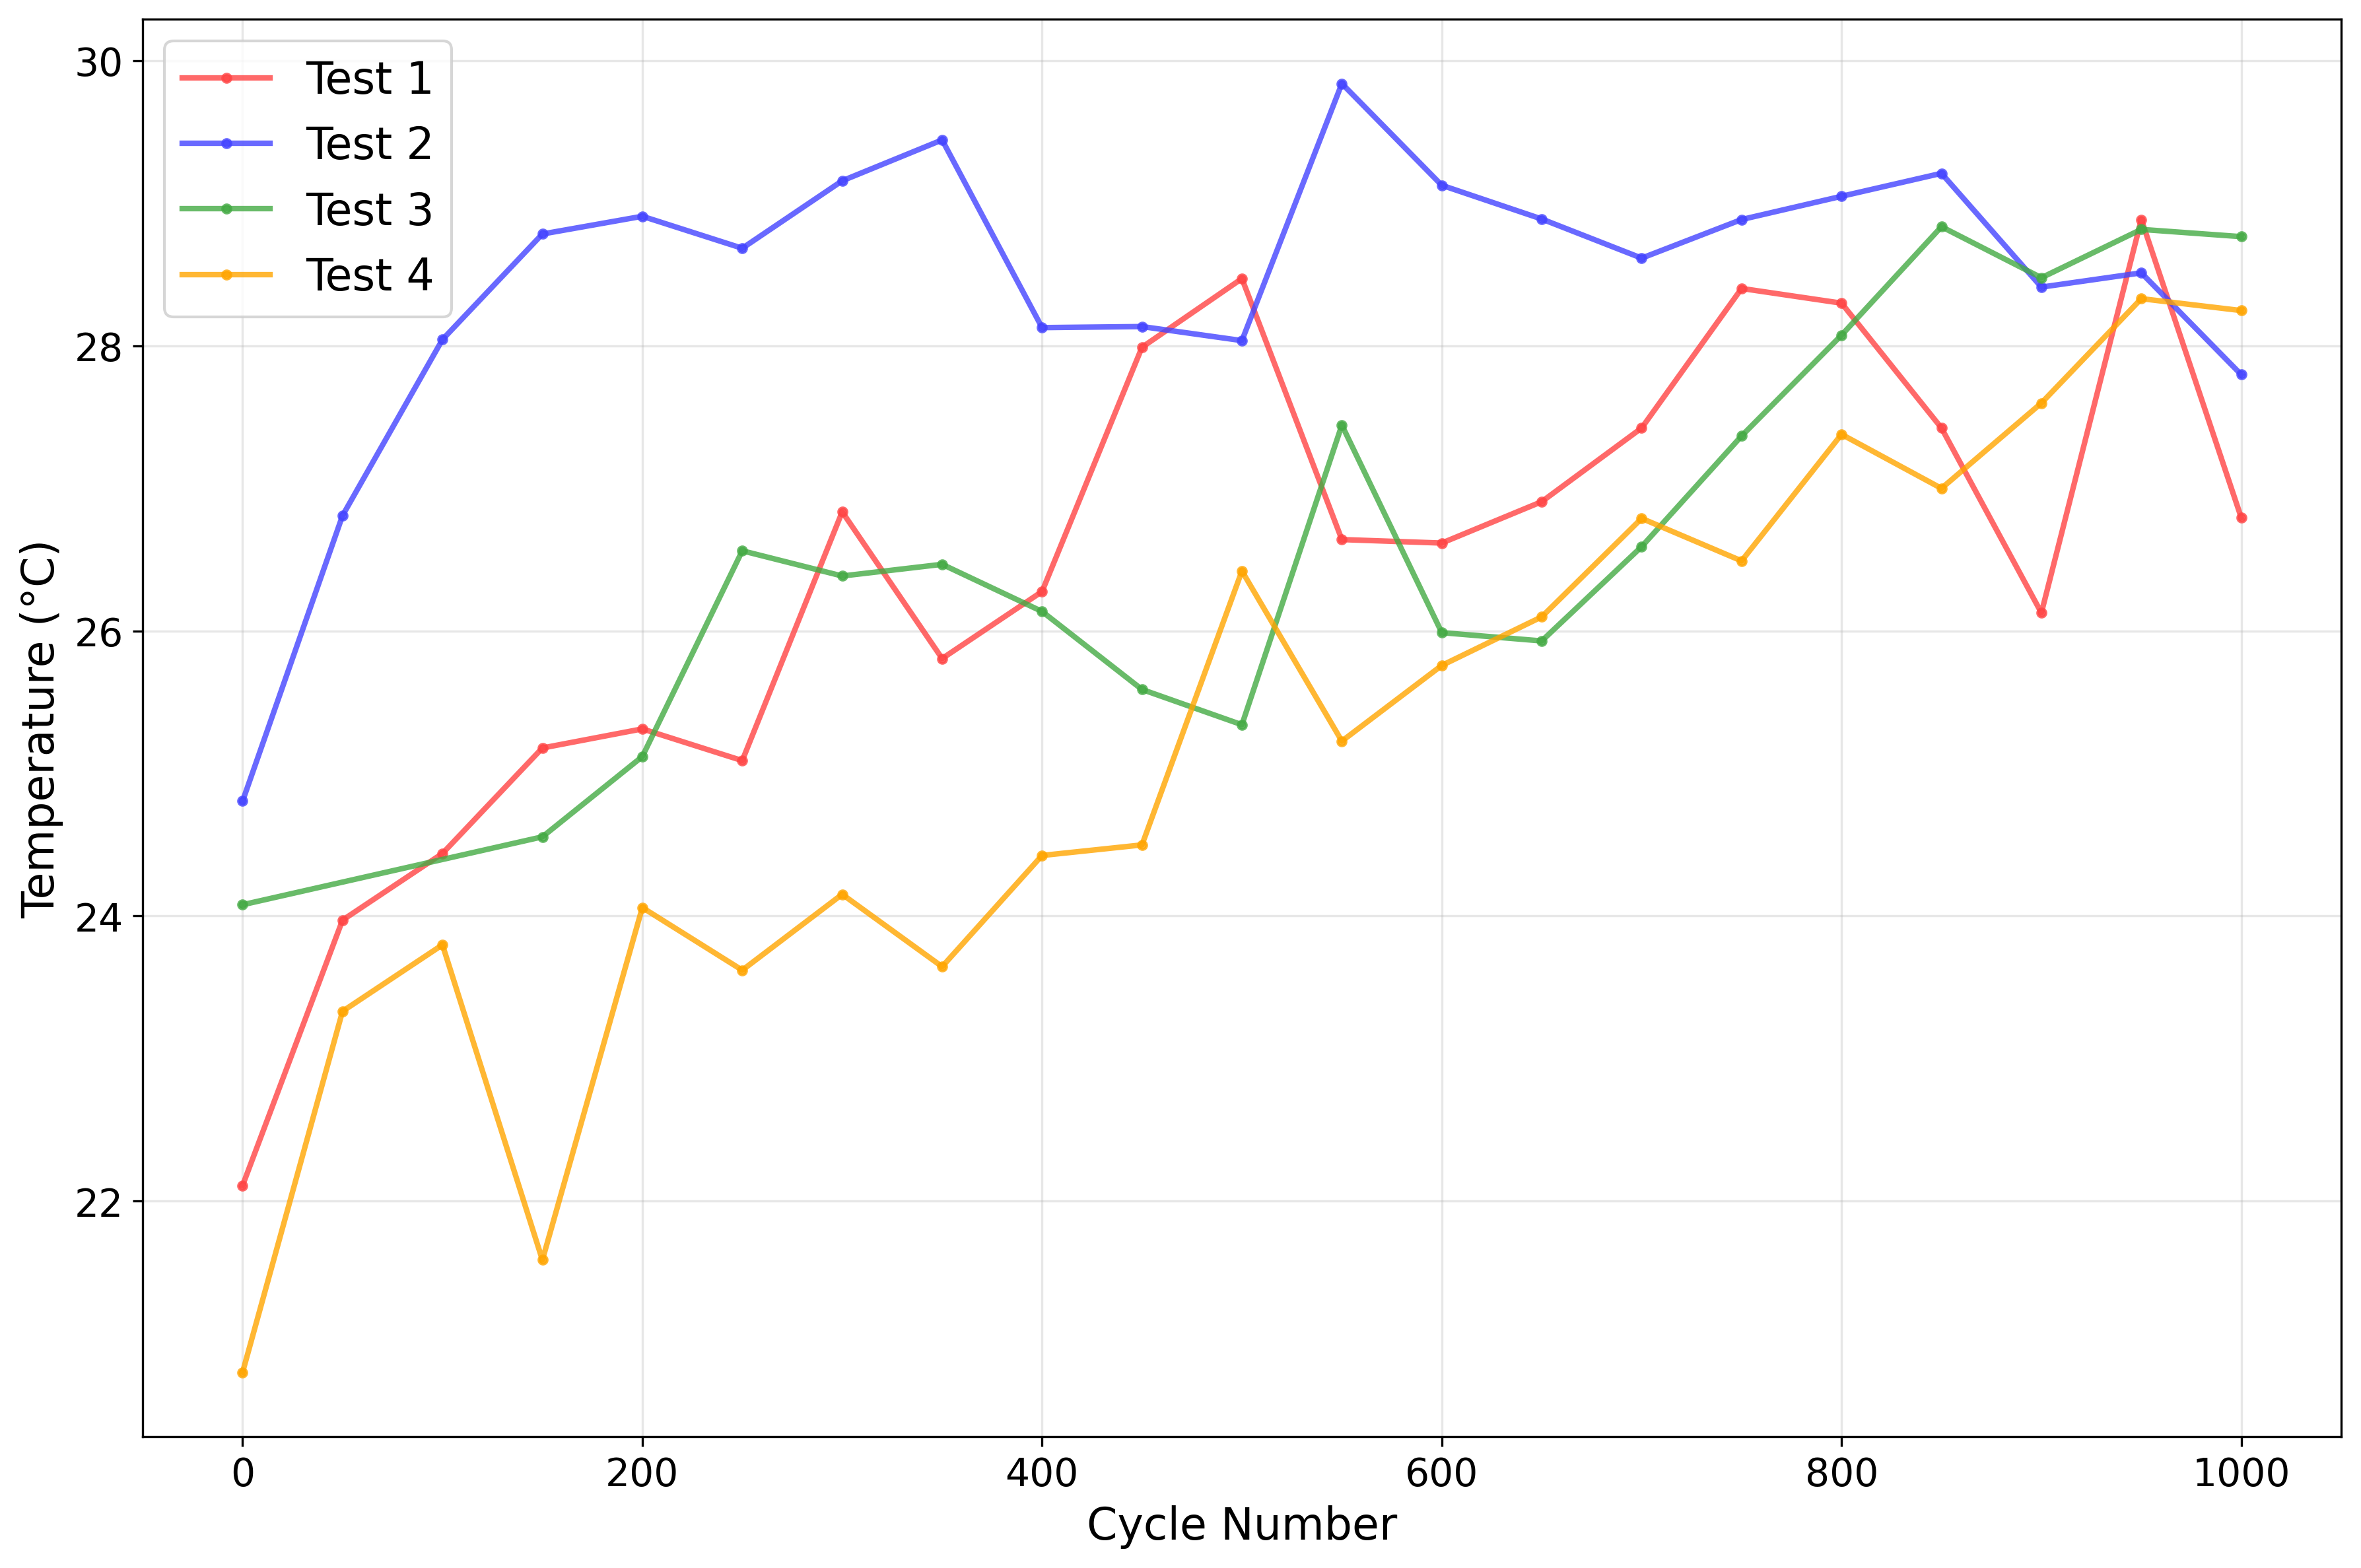 Test 1
Test 2
Test 3
Test 4
30
28
26
24
22
Temperature (°C)
0 200 400 600 800 1000
Cycle Number